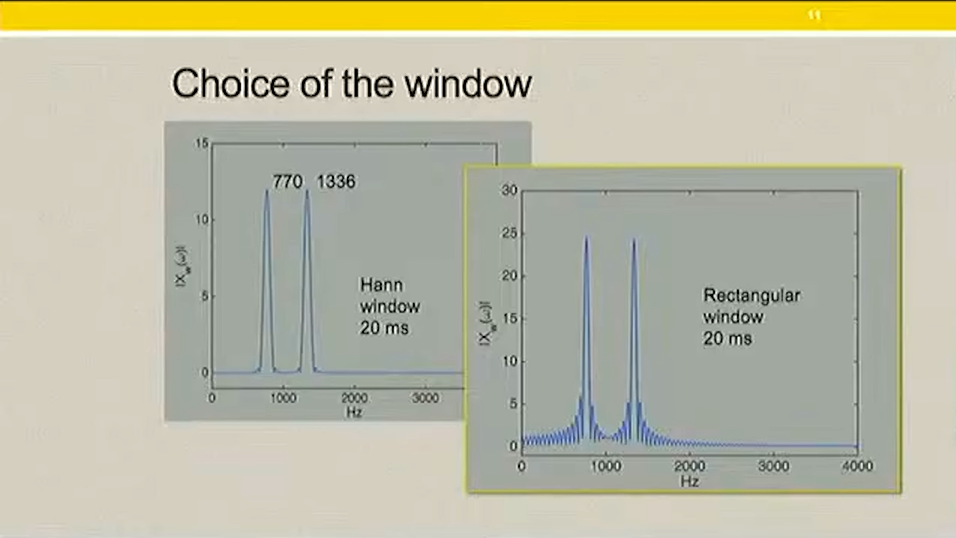 11
Choice of the window
15
10
5
0
|Xw(ω)|
770 1336
Hann
window
20 ms
0 1000 2000 3000
Hz
30
25
20
15
10
5
0
|Xw(ω)|
Rectangular
window
20 ms
0 1000 2000 3000 4000
Hz